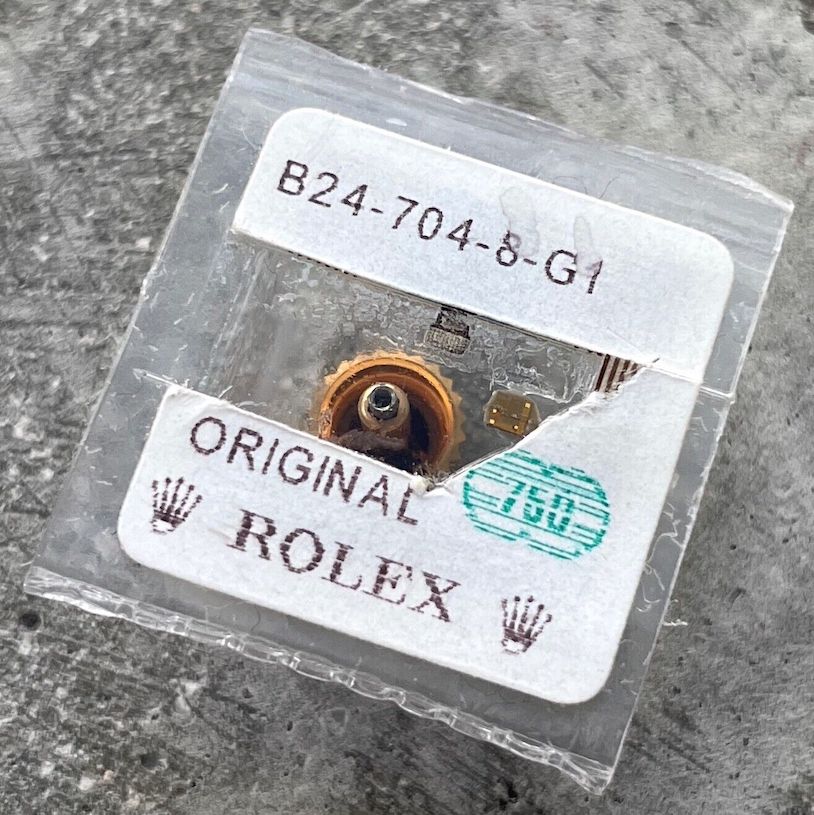 B24-704-8-G1
ORIGINAL
750
ROLEX